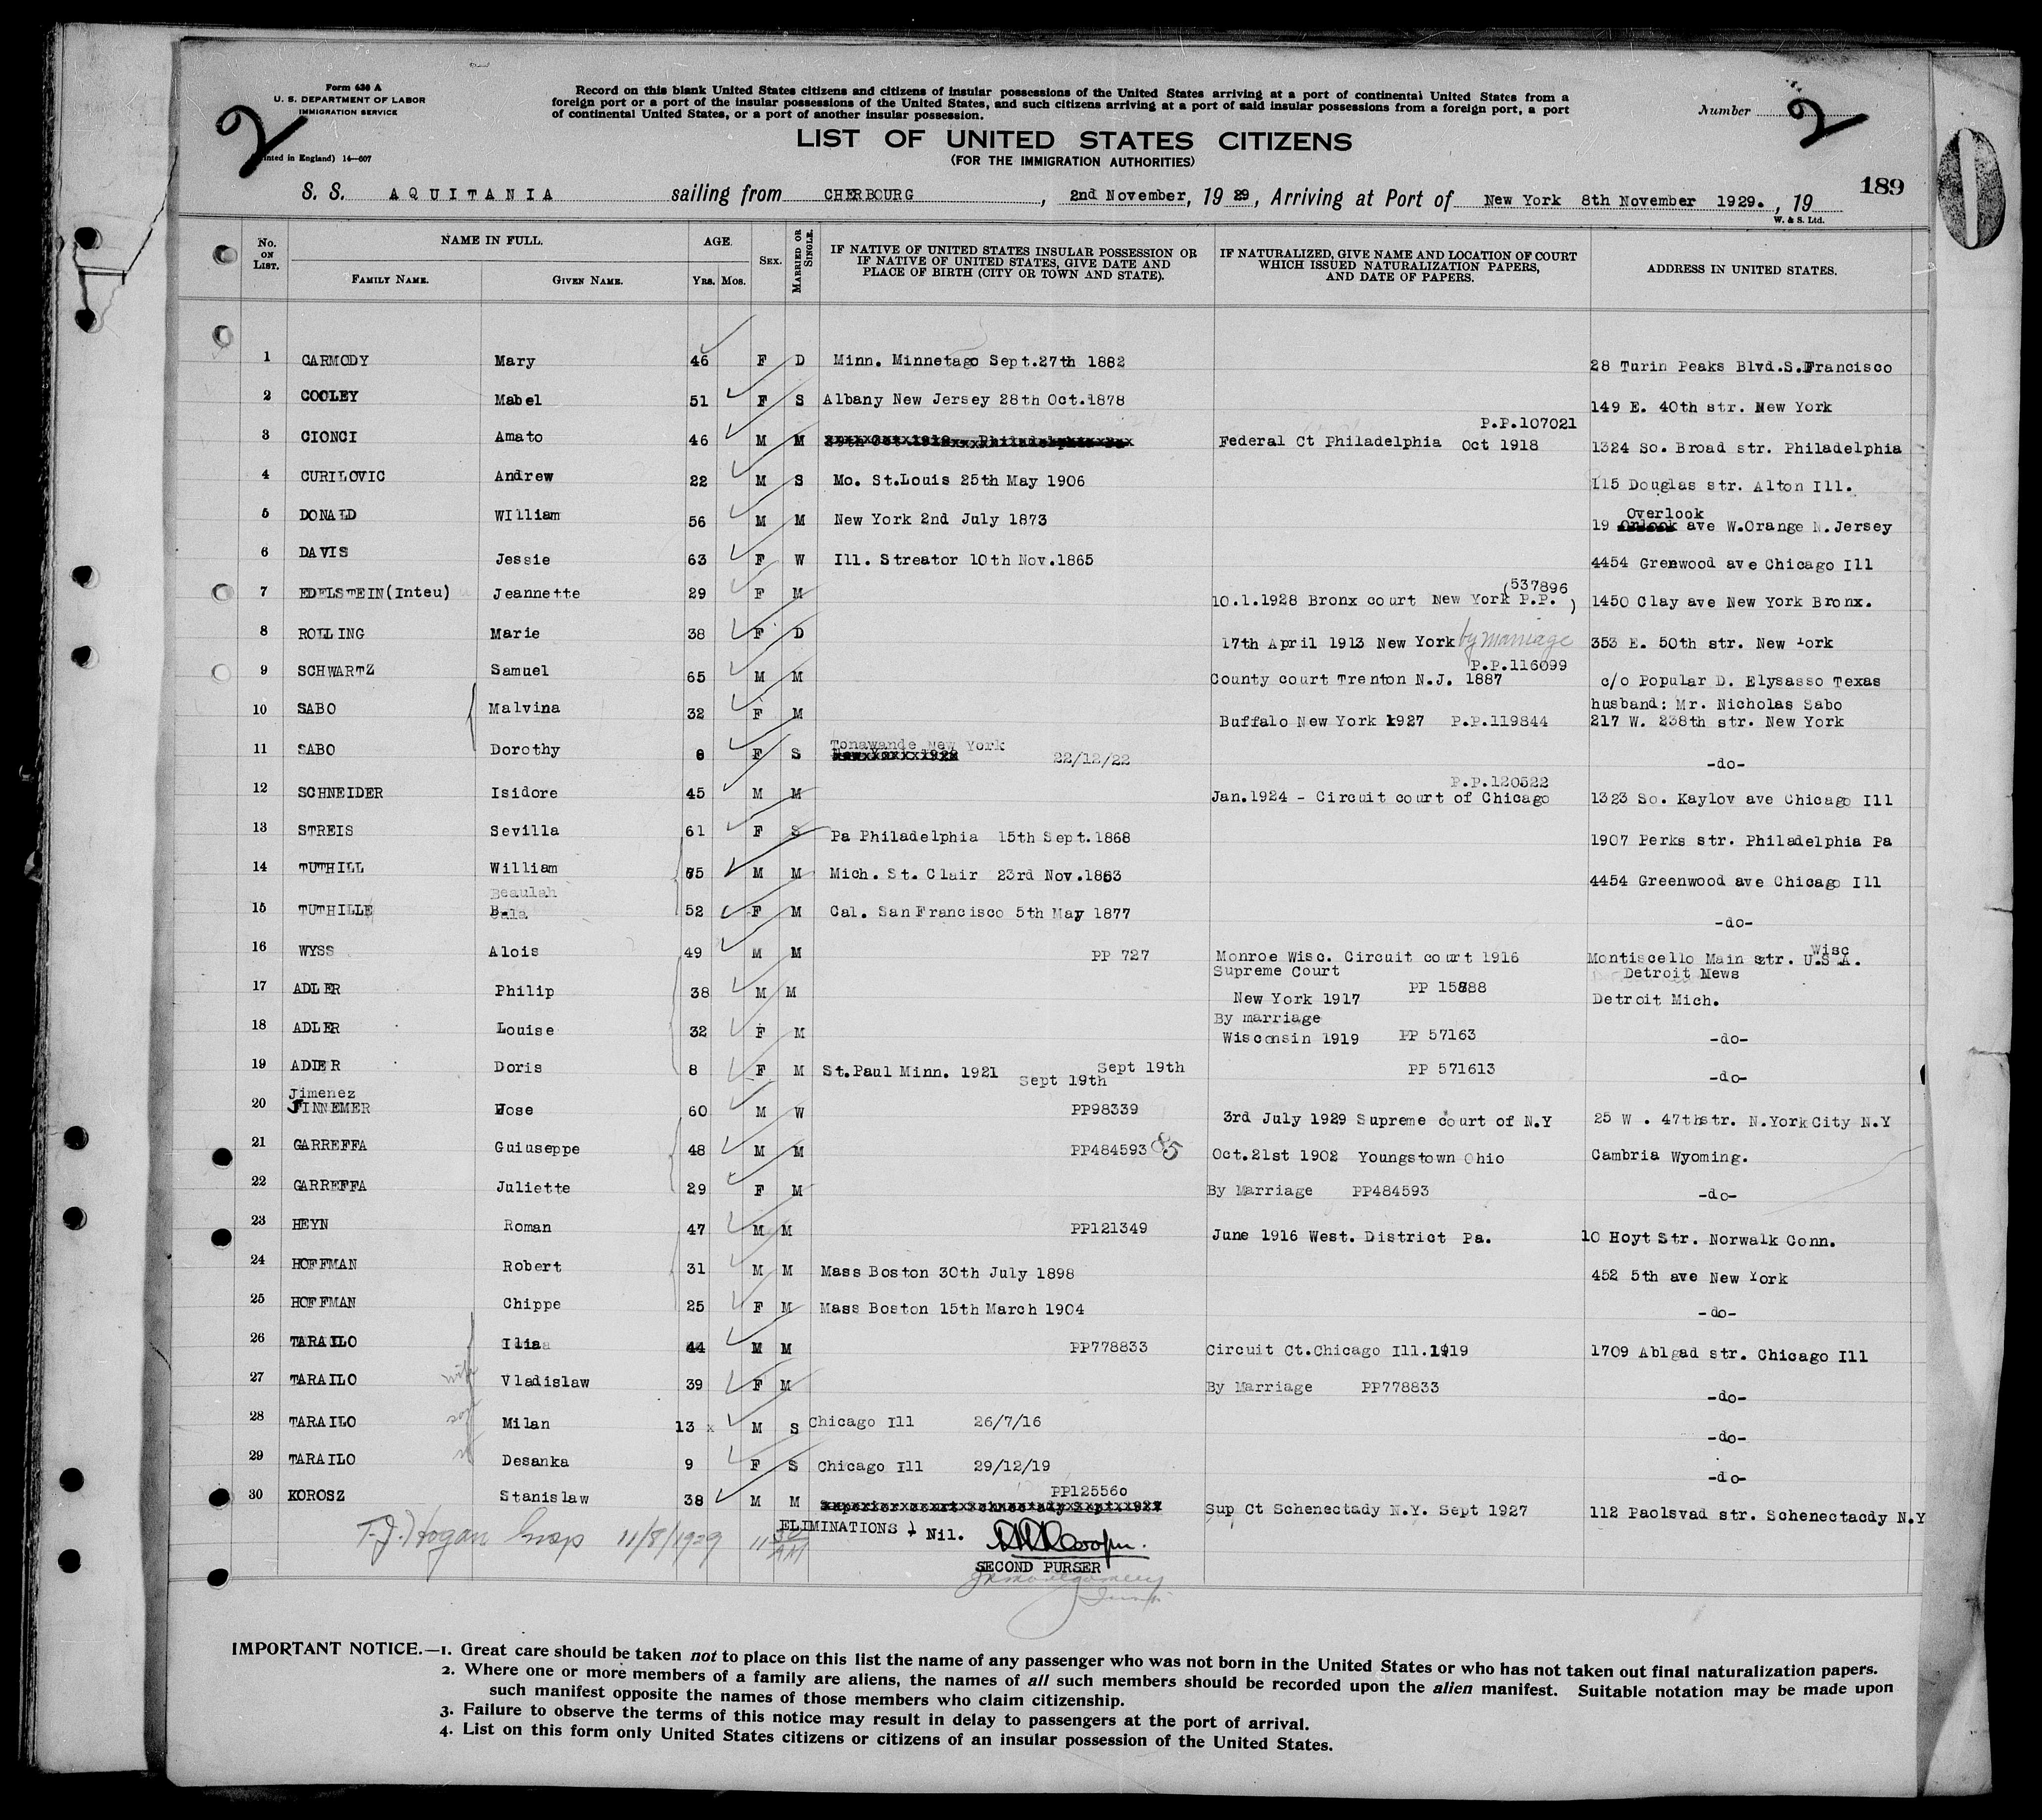 Form 630 A
U. S. DEPARTMENT OF LABOR
IMMIGRATION SERVICE
2
(Printed in England) 14—607
Record on this blank United States citizens and citizens of insular possessions of the United States arriving at a port of continental United States from a
foreign port or a port of the insular possessions of the United States, and such citizens arriving at a port of said insular possessions from a foreign port, a port
of continental United States, or a port of another insular possession.
Number 2
LIST OF UNITED STATES CITIZENS
(FOR THE IMMIGRATION AUTHORITIES)
189
S. S. AQUITANIA sailing from CHERBOURG, 2nd November, 19 29, Arriving at Port of New York 8th November 1929., 19
W. & S. Ltd.
No. ON LIST. NAME IN FULL. FAMILY NAME. GIVEN NAME. AGE. YRS. MOS. SEX. MARRIED OR SINGLE. IF NATIVE OF UNITED STATES INSULAR POSSESSION OR IF NATIVE OF UNITED STATES, GIVE DATE AND PLACE OF BIRTH (CITY OR TOWN AND STATE). IF NATURALIZED, GIVE NAME AND LOCATION OF COURT WHICH ISSUED NATURALIZATION PAPERS, AND DATE OF PAPERS. ADDRESS IN UNITED STATES.
1 CARMODY Mary 46 F D Minn. Minnetago Sept.27th 1882 28 Turin Peaks Blvd.S.Francisco
2 COOLEY Mabel 51 F S Albany New Jersey 28th Oct.1878 149 E. 40th str. New York
P.P.107021
3 CIONCI Amato 46 M M Federal Ct Philadelphia Oct 1918 1324 So. Broad str. Philadelphia
4 CURILOVIC Andrew 22 M S Mo. St.Louis 25th May 1906 115 Douglas str. Alton Ill.
Overlook
5 DONALD WIlliam 56 M M New York 2nd July 1873 19 Onlook ave W.Orange N.Jersey
6 DAVIS Jessie 63 F W Ill. Streator 10th Nov.1865 4454 Grenwood ave Chicago Ill
(537896
7 EDELSTEIN(Inteu) Jeannette 29 F M 10.1.1928 Bronx court New York P.P. ) 1450 Clay ave New York Bronx.
8 ROLLING Marie 38 F D 17th April 1913 New York by marriage 353 E. 50th str. New York
P.P.116099
9 SCHWARTZ Samuel 65 M M County court Trenton N.J. 1887 c/o Popular D. Elysasso Texas
husband: Mr. Nicholas Sabo
10 SABO Malvina 32 F M Buffalo New York 1927 P.P.119844 217 W. 238th str. New York
Tonawande New York
11 SABO Dorothy 6 F S 22/12/22 -do-
P.P.120522
12 SCHNEIDER Isidore 45 M M Jan.1924 - Circuit court of Chicago 1323 So. Kaylov ave Chicago Ill
13 STREIS Sevilla 61 F S Pa Philadelphia 15th Sept.1868 1907 Perks str. Philadelphia Pa
14 TUTHILL William 65 M M Mich. St. Clair 23rd Nov.1863 4454 Greenwood ave Chicago Ill
Beaulah
15 TUTHILLE 52 F M Cal. San Francisco 5th May 1877 -do-
Wisc
16 WYSS Alois 49 M M PP 727 Monroe Wisc. Circuit court 1916 Montiscello Main str. U.S.A.
Supreme Court Detroit News
17 ADLER Philip 38 M M New York 1917 PP 15888 Detroit Mich.
By marriage
18 ADLER Louise 32 F M Wisconsin 1919 PP 57163 -do-
19 ADLER Doris 8 F M St.Paul Minn. 1921 Sept 19th Sept 19th PP 571613 -do-
Jimenez
20 JINNEMER Jose 60 M W PP98339 3rd July 1929 Supreme court of N.Y 25 W . 47thstr. N.York City N.Y
21 GARREFFA Guiuseppe 48 M M PP484593 85 Oct.21st 1902 Youngstown Ohio Cambria Wyoming.
22 GARREFFA Juliette 29 F M By Marriage PP484593 -do-
23 HEYN Roman 47 M M PP121349 June 1916 West. District Pa. 10 Hoyt Str. Norwalk Conn.
24 HOFFMAN Robert 31 M M Mass Boston 30th July 1898 452 5th ave New York
25 HOFFMAN Chippe 25 F M Mass Boston 15th March 1904 -do-
26 TARAILO Ilia 44 M M PP778833 Circuit Ct.Chicago Ill.1919 1709 Ablgad str. Chicago Ill
27 TARAILO wife Vladislaw 39 F M By Marriage PP778833 -do-
28 TARAILO son Milan 13 x M S Chicago Ill 26/7/16 -do-
29 TARAILO Desanka 9 F S Chicago Ill 29/12/19 -do-
PP125560
30 KOROSZ Stanislaw 38 M M Sup Ct Schenectady N.Y. Sept 1927 112 Paolsvad str. Schenectacdy N.Y
T.J. Hogan Insp 11/8/1929 11 30 AM
ELIMINATIONS Nil.
SECOND PURSER
IMPORTANT NOTICE.—1. Great care should be taken not to place on this list the name of any passenger who was not born in the United States or who has not taken out final naturalization papers.
2. Where one or more members of a family are aliens, the names of all such members should be recorded upon the alien manifest. Suitable notation may be made upon
such manifest opposite the names of those members who claim citizenship.
3. Failure to observe the terms of this notice may result in delay to passengers at the port of arrival.
4. List on this form only United States citizens or citizens of an insular possession of the United States.